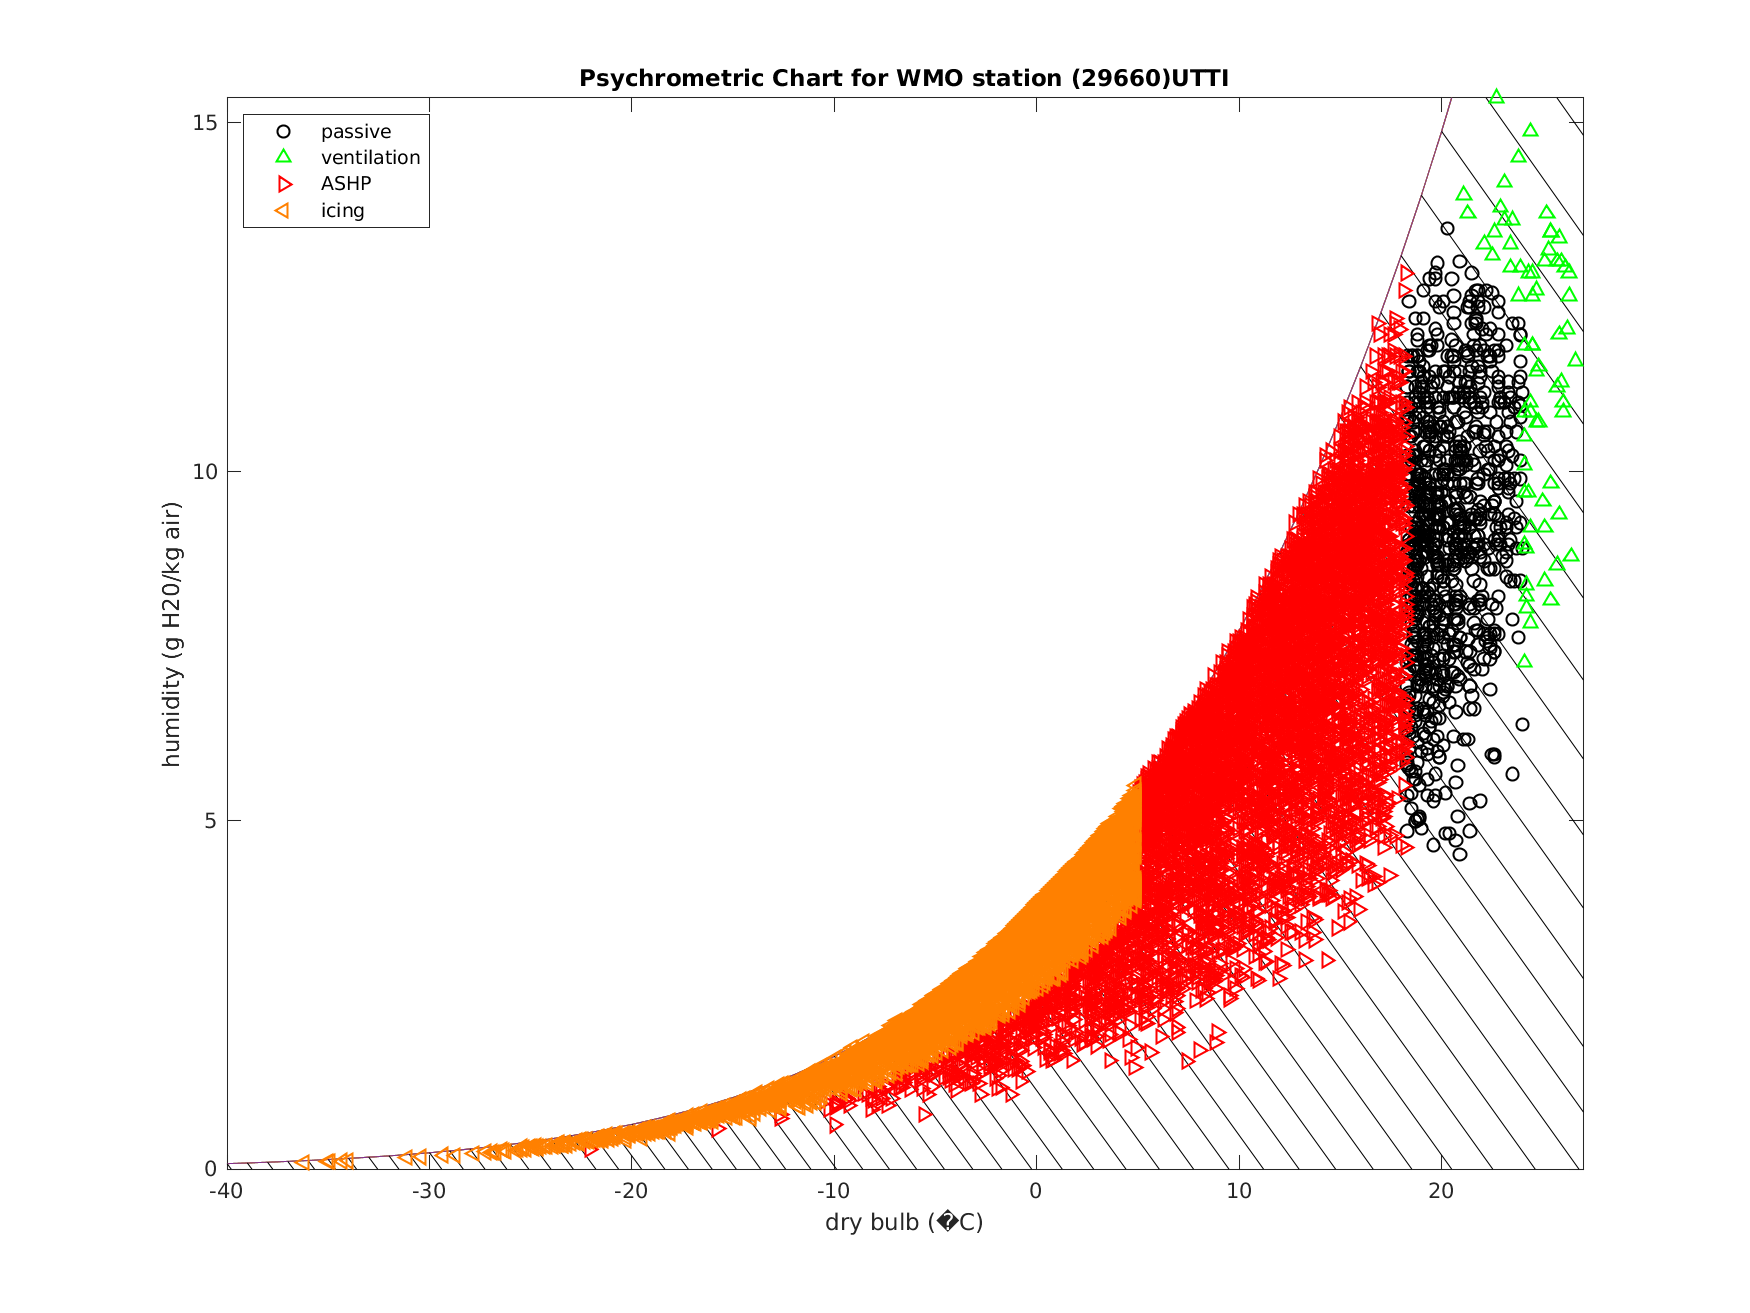 Psychrometric Chart for WMO station (29660)UTTI
passive
ventilation
ASHP
icing
15
10
5
0
humidity (g H20/kg air)
-40 -30 -20 -10 0 10 20
dry bulb (�C)